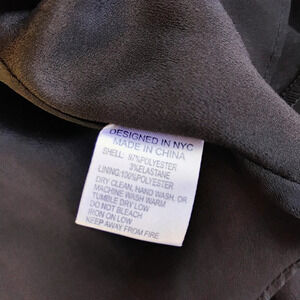 DESIGNED IN NYC
MADE IN CHINA
SHELL: 97%POLYESTER
3%ELASTANE
LINING:100%POLYESTER
DRY CLEAN, HAND WASH, OR
MACHINE WASH WARM
TUMBLE DRY LOW
DO NOT BLEACH
IRON ON LOW
KEEP AWAY FROM FIRE